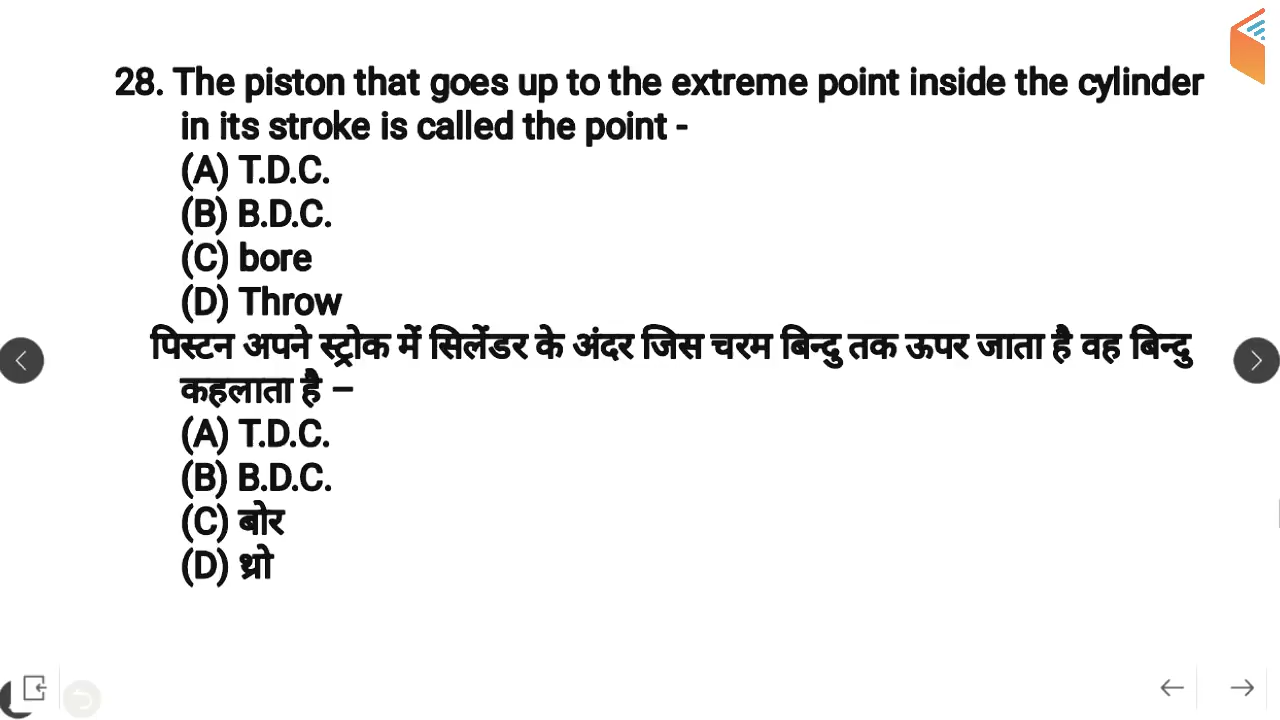 28. The piston that goes up to the extreme point inside the cylinder
in its stroke is called the point -
(A) T.D.C.
(B) B.D.C.
(C) bore
(D) Throw
पिस्टन अपने स्ट्रोक में सिलेंडर के अंदर जिस चरम बिन्दु तक ऊपर जाता है वह बिन्दु
कहलाता है –
(A) T.D.C.
(B) B.D.C.
(C) बोर
(D) थ्रो